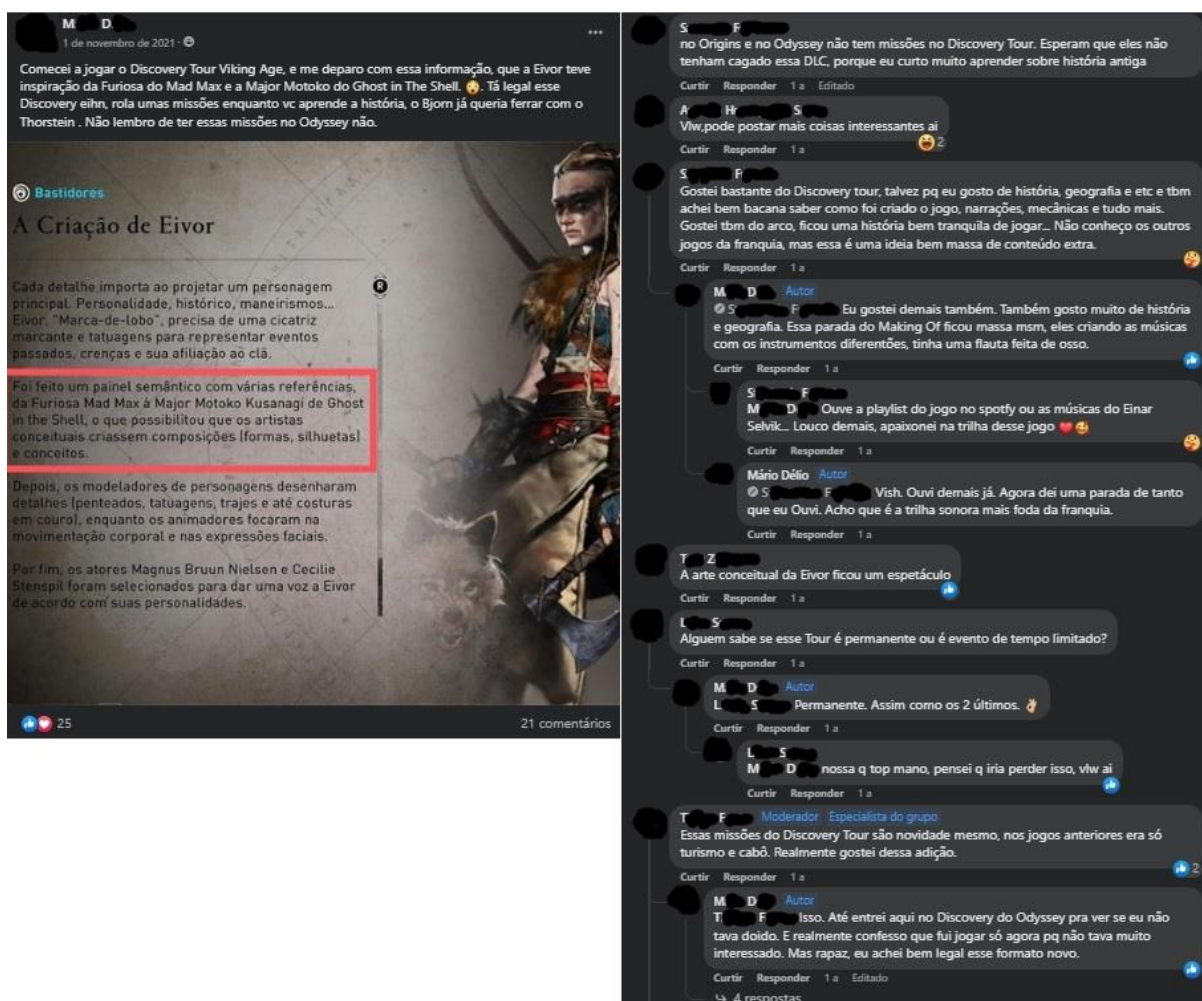 M D
1 de novembro de 2021 ·
Comecei a jogar o Discovery Tour Viking Age, e me deparo com essa informação, que a Eivor teve
inspiração da Furiosa do Mad Max e a Major Motoko do Ghost in The Shell. 😲. Tá legal esse
Discovery eihn, rola umas missões enquanto vc aprende a história, o Bjorn já queria ferrar com o
Thorstein . Não lembro de ter essas missões no Odyssey não.
Bastidores
A Criação de Eivor
Cada detalhe importa ao projetar um personagem
principal. Personalidade, histórico, maneirismos...
Eivor, "Marca-de-lobo", precisa de uma cicatriz
marcante e tatuagens para representar eventos
passados, crenças e sua afiliação ao clã.
Foi feito um painel semântico com várias referências,
da Furiosa Mad Max à Major Motoko Kusanagi de Ghost
in the Shell, o que possibilitou que os artistas
conceituais criassem composições (formas, silhuetas)
e conceitos.
Depois, os modeladores de personagens desenharam
detalhes (penteados, tatuagens, trajes e até costuras
em couro), enquanto os animadores focaram na
movimentação corporal e nas expressões faciais.
Por fim, os atores Magnus Bruun Nielsen e Cecilie
Stenspil foram selecionados para dar uma voz a Eivor
de acordo com suas personalidades.
R
25
21 comentários
S F
no Origins e no Odyssey não tem missões no Discovery Tour. Esperam que eles não
tenham cagado essa DLC, porque eu curto muito aprender sobre história antiga
Curtir Responder 1 a Editado
A H S
Vlw,pode postar mais coisas interessantes ai
2
Curtir Responder 1 a
S F
Gostei bastante do Discovery tour, talvez pq eu gosto de história, geografia e etc e tbm
achei bem bacana saber como foi criado o jogo, narrações, mecânicas e tudo mais.
Gostei tbm do arco, ficou uma história bem tranquila de jogar... Não conheço os outros
jogos da franquia, mas essa é uma ideia bem massa de conteúdo extra.
Curtir Responder 1 a
M D Autor
S F Eu gostei demais também. Também gosto muito de história
e geografia. Essa parada do Making Of ficou massa msm, eles criando as músicas
com os instrumentos diferentões, tinha uma flauta feita de osso.
Curtir Responder 1 a
S F
M D Ouve a playlist do jogo no spotfy ou as músicas do Einar
Selvik... Louco demais, apaixonei na trilha desse jogo ❤️🥰
Curtir Responder 1 a
Mário Délio Autor
S F Vish. Ouvi demais já. Agora dei uma parada de tanto
que eu Ouvi. Acho que é a trilha sonora mais foda da franquia.
Curtir Responder 1 a
T Z
A arte conceitual da Eivor ficou um espetáculo
Curtir Responder 1 a
L S
Alguem sabe se esse Tour é permanente ou é evento de tempo limitado?
Curtir Responder 1 a
M D Autor
L S Permanente. Assim como os 2 últimos. 👌
Curtir Responder 1 a
L S
M D nossa q top mano, pensei q iria perder isso, vlw ai
Curtir Responder 1 a
T F Moderador Especialista do grupo
Essas missões do Discovery Tour são novidade mesmo, nos jogos anteriores era só
turismo e cabô. Realmente gostei dessa adição.
2
Curtir Responder 1 a
M D Autor
T F Isso. Até entrei aqui no Discovery do Odyssey pra ver se eu não
tava doido. E realmente confesso que fui jogar só agora pq não tava muito
interessado. Mas rapaz, eu achei bem legal esse formato novo.
Curtir Responder 1 a Editado
4 respostas